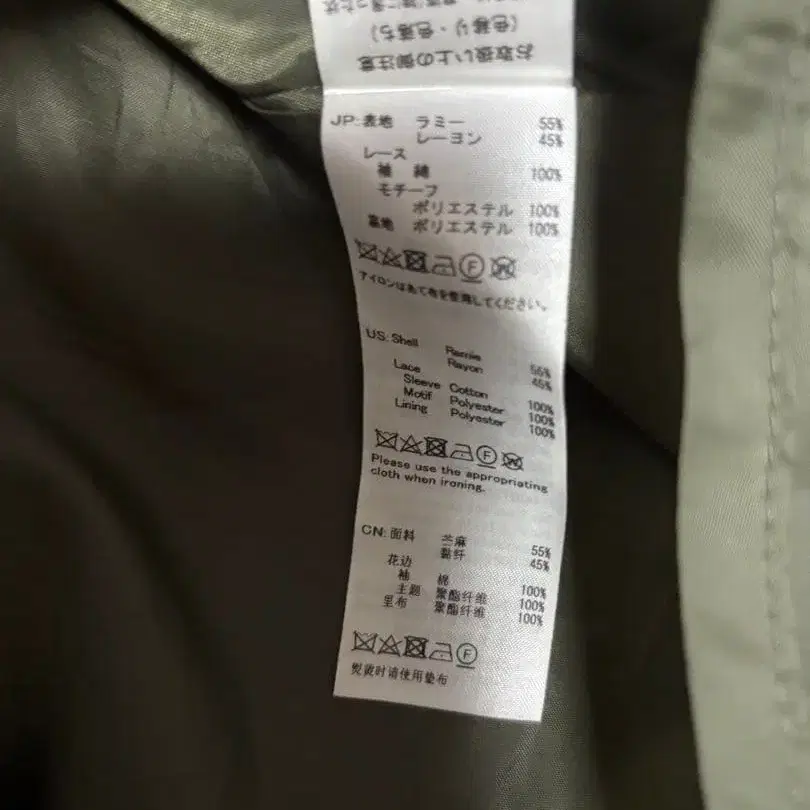 お取扱い上の御注意
(色移り・色落ち)
JP:表地 ラミー 55%
レーヨン 45%
レース
袖 綿 100%
モチーフ
ポリエステル 100%
裏地 ポリエステル 100%
F
アイロンはあて布を使用してください。
US:Shell Ramie 55%
Rayon 45%
Lace
Sleeve Cotton 100%
Motif Polyester 100%
Lining Polyester 100%
F
Please use the appropriating
cloth when ironing.
CN:面料 苎麻 55%
黏纤 45%
花边
袖 棉 100%
主题 聚酯纤维 100%
里布 聚酯纤维 100%
F
熨烫时请使用垫布